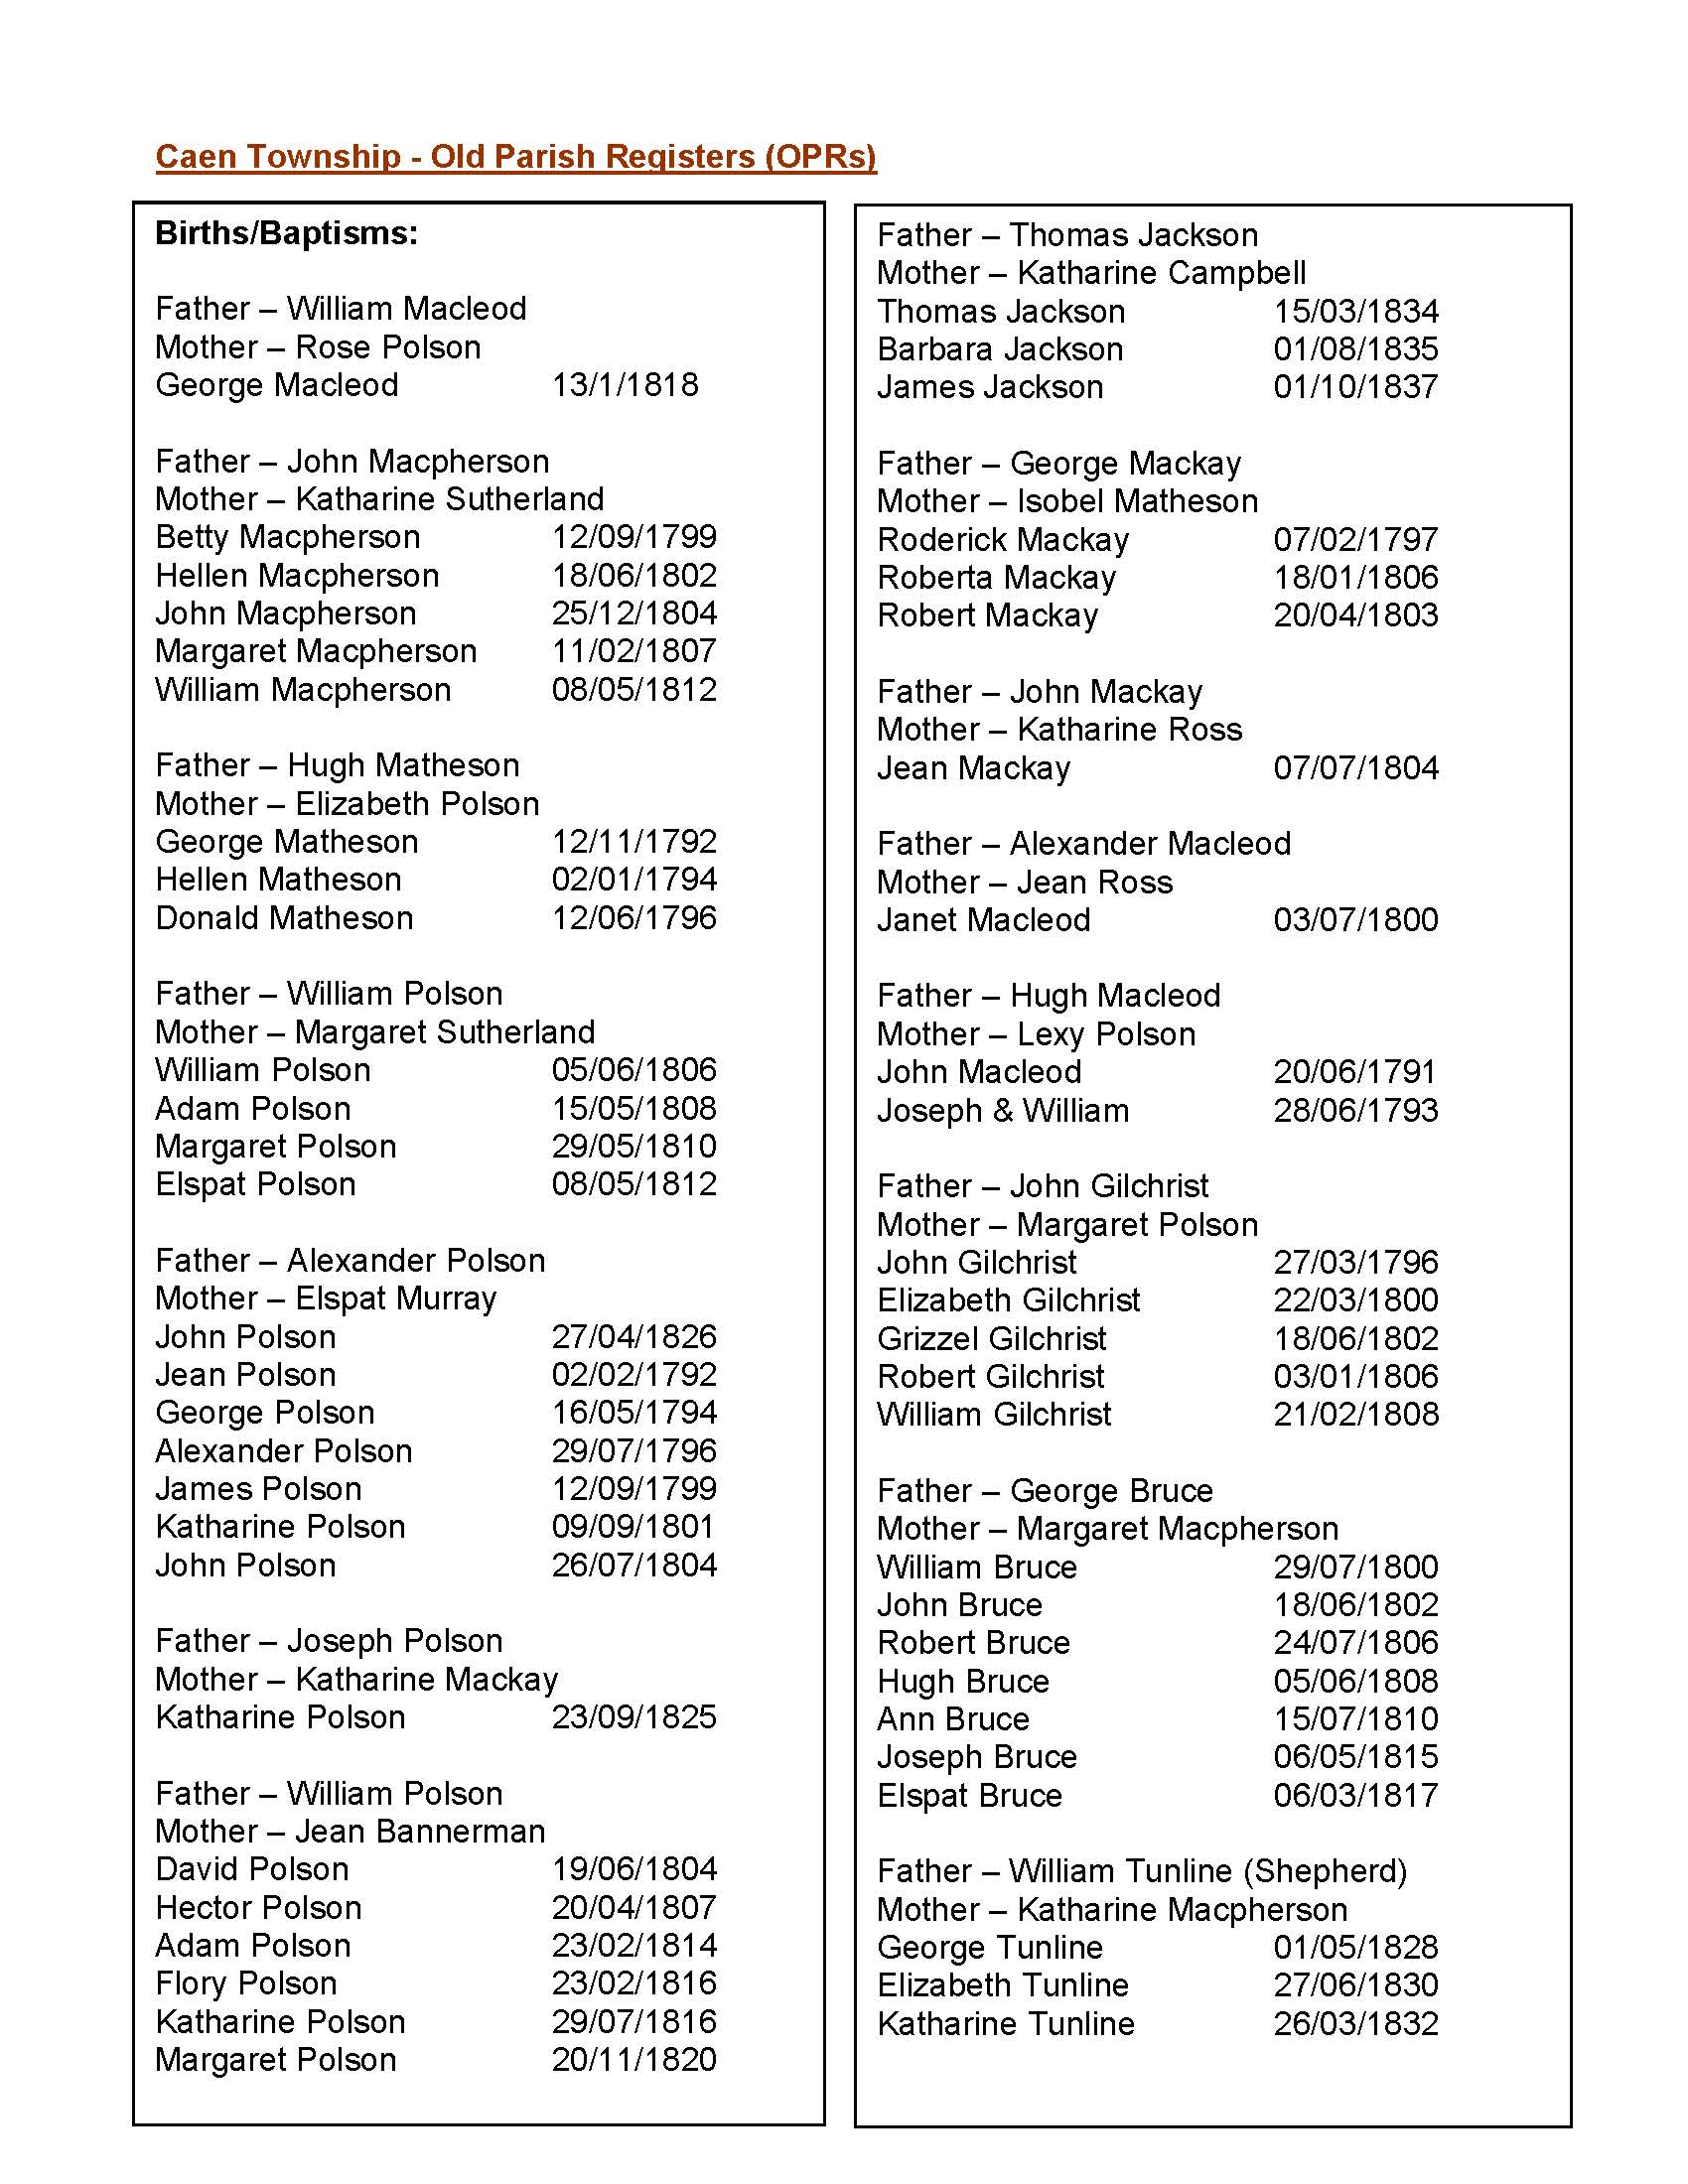 Caen Township - Old Parish Registers (OPRs)
Births/Baptisms:
Father – William Macleod
Mother – Rose Polson
George Macleod 13/1/1818
Father – John Macpherson
Mother – Katharine Sutherland
Betty Macpherson 12/09/1799
Hellen Macpherson 18/06/1802
John Macpherson 25/12/1804
Margaret Macpherson 11/02/1807
William Macpherson 08/05/1812
Father – Hugh Matheson
Mother – Elizabeth Polson
George Matheson 12/11/1792
Hellen Matheson 02/01/1794
Donald Matheson 12/06/1796
Father – William Polson
Mother – Margaret Sutherland
William Polson 05/06/1806
Adam Polson 15/05/1808
Margaret Polson 29/05/1810
Elspat Polson 08/05/1812
Father – Alexander Polson
Mother – Elspat Murray
John Polson 27/04/1826
Jean Polson 02/02/1792
George Polson 16/05/1794
Alexander Polson 29/07/1796
James Polson 12/09/1799
Katharine Polson 09/09/1801
John Polson 26/07/1804
Father – Joseph Polson
Mother – Katharine Mackay
Katharine Polson 23/09/1825
Father – William Polson
Mother – Jean Bannerman
David Polson 19/06/1804
Hector Polson 20/04/1807
Adam Polson 23/02/1814
Flory Polson 23/02/1816
Katharine Polson 29/07/1816
Margaret Polson 20/11/1820
Father – Thomas Jackson
Mother – Katharine Campbell
Thomas Jackson 15/03/1834
Barbara Jackson 01/08/1835
James Jackson 01/10/1837
Father – George Mackay
Mother – Isobel Matheson
Roderick Mackay 07/02/1797
Roberta Mackay 18/01/1806
Robert Mackay 20/04/1803
Father – John Mackay
Mother – Katharine Ross
Jean Mackay 07/07/1804
Father – Alexander Macleod
Mother – Jean Ross
Janet Macleod 03/07/1800
Father – Hugh Macleod
Mother – Lexy Polson
John Macleod 20/06/1791
Joseph & William 28/06/1793
Father – John Gilchrist
Mother – Margaret Polson
John Gilchrist 27/03/1796
Elizabeth Gilchrist 22/03/1800
Grizzel Gilchrist 18/06/1802
Robert Gilchrist 03/01/1806
William Gilchrist 21/02/1808
Father – George Bruce
Mother – Margaret Macpherson
William Bruce 29/07/1800
John Bruce 18/06/1802
Robert Bruce 24/07/1806
Hugh Bruce 05/06/1808
Ann Bruce 15/07/1810
Joseph Bruce 06/05/1815
Elspat Bruce 06/03/1817
Father – William Tunline (Shepherd)
Mother – Katharine Macpherson
George Tunline 01/05/1828
Elizabeth Tunline 27/06/1830
Katharine Tunline 26/03/1832